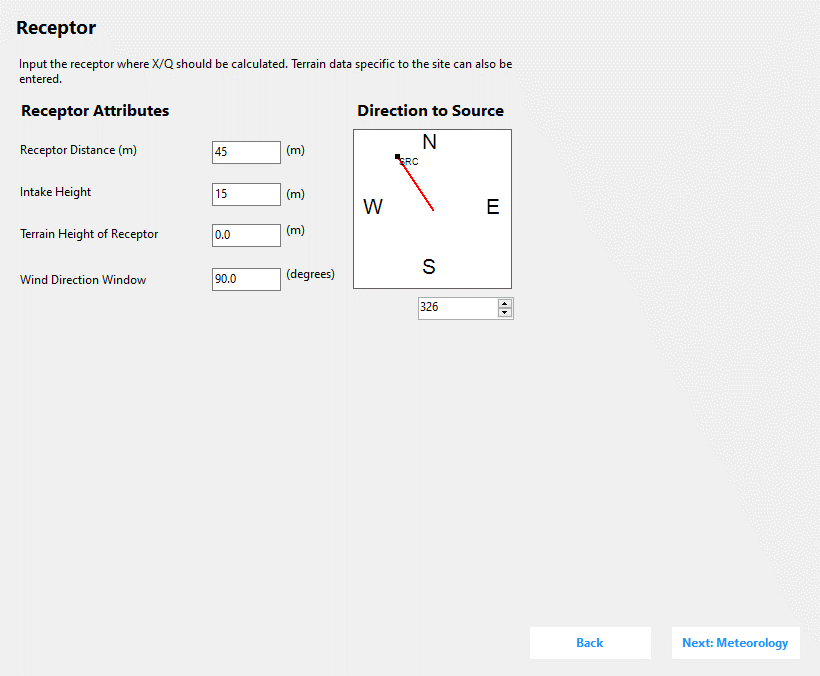 Receptor
Input the receptor where X/Q should be calculated. Terrain data specific to the site can also be
entered.
Receptor Attributes
Receptor Distance (m) 45 (m)
Intake Height 15 (m)
Terrain Height of Receptor 0.0 (m)
Wind Direction Window 90.0 (degrees)
Direction to Source
N
SRC
W E
S
326
Back Next: Meteorology